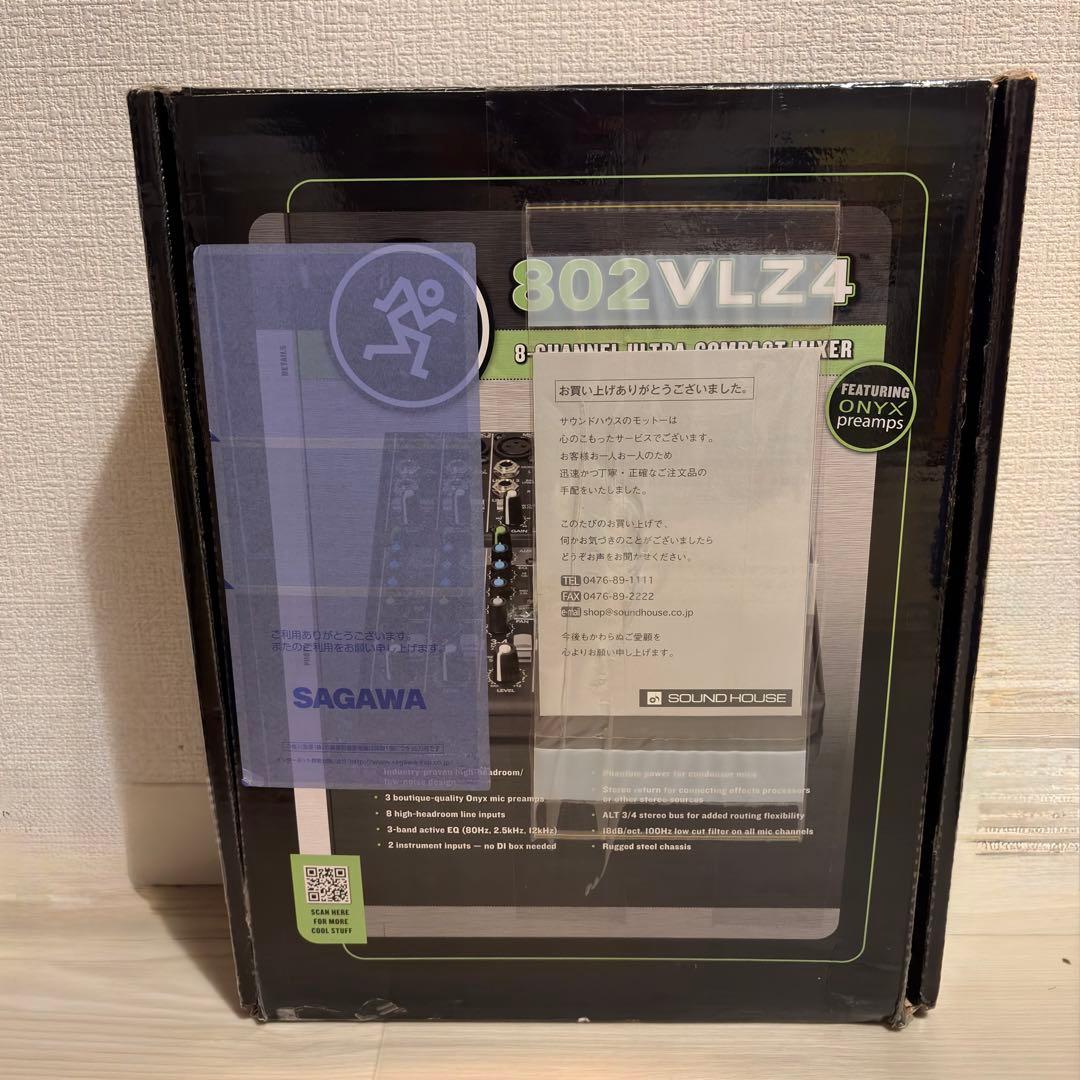 802VLZ4™
8-CHANNEL ULTRA COMPACT MIXER
FEATURING
ONYX
preamps
DETAILS
お買い上げありがとうございました。
サウンドハウスのモットーは
心のこもったサービスでございます。
お客様お一人お一人のため
迅速かつ丁寧・正確なご注文品の
手配をいたしました。
このたびのお買い上げで、
何かお気づきのことがございましたら
どうぞお声をお聞かせください。
TEL 0476-89-1111
FAX 0476-89-2222
e-mail shop@soundhouse.co.jp
今後もかわらぬご愛顧を
心よりお願い申し上げます。
SOUND HOUSE
GAIN
PAN
LEVEL
ご利用ありがとうございます。
またのご利用をお願い申し上げます。
SAGAWA
industry-proven high-headroom/
low-noise design
• 3 boutique-quality Onyx mic preamps
• 8 high-headroom line inputs
• 3-band active EQ (80Hz, 2.5kHz, 12kHz)
• 2 instrument inputs — no DI box needed
Phantom power for condenser mics
Stereo return for connecting effects processors
or other stereo sources
• ALT 3/4 stereo bus for added routing flexibility
• 18dB/oct. 100Hz low cut filter on all mic channels
• Rugged steel chassis
SCAN HERE
FOR MORE
COOL STUFF